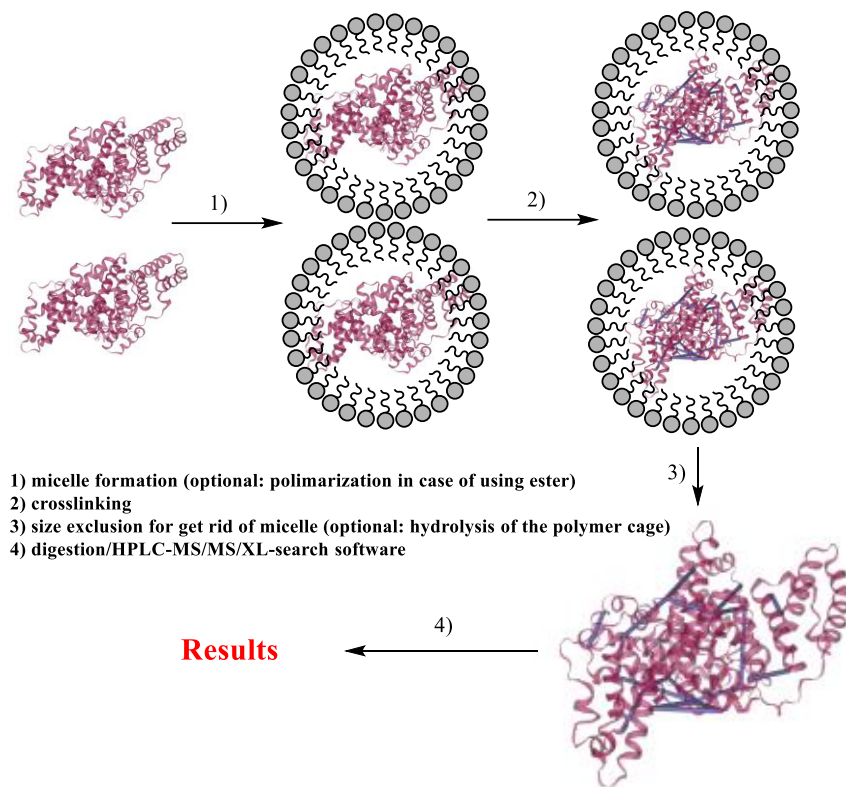 1)
2)
1) micelle formation (optional: polimarization in case of using ester)
2) crosslinking
3) size exclusion for get rid of micelle (optional: hydrolysis of the polymer cage)
4) digestion/HPLC-MS/MS/XL-search software
3)
4)
Results